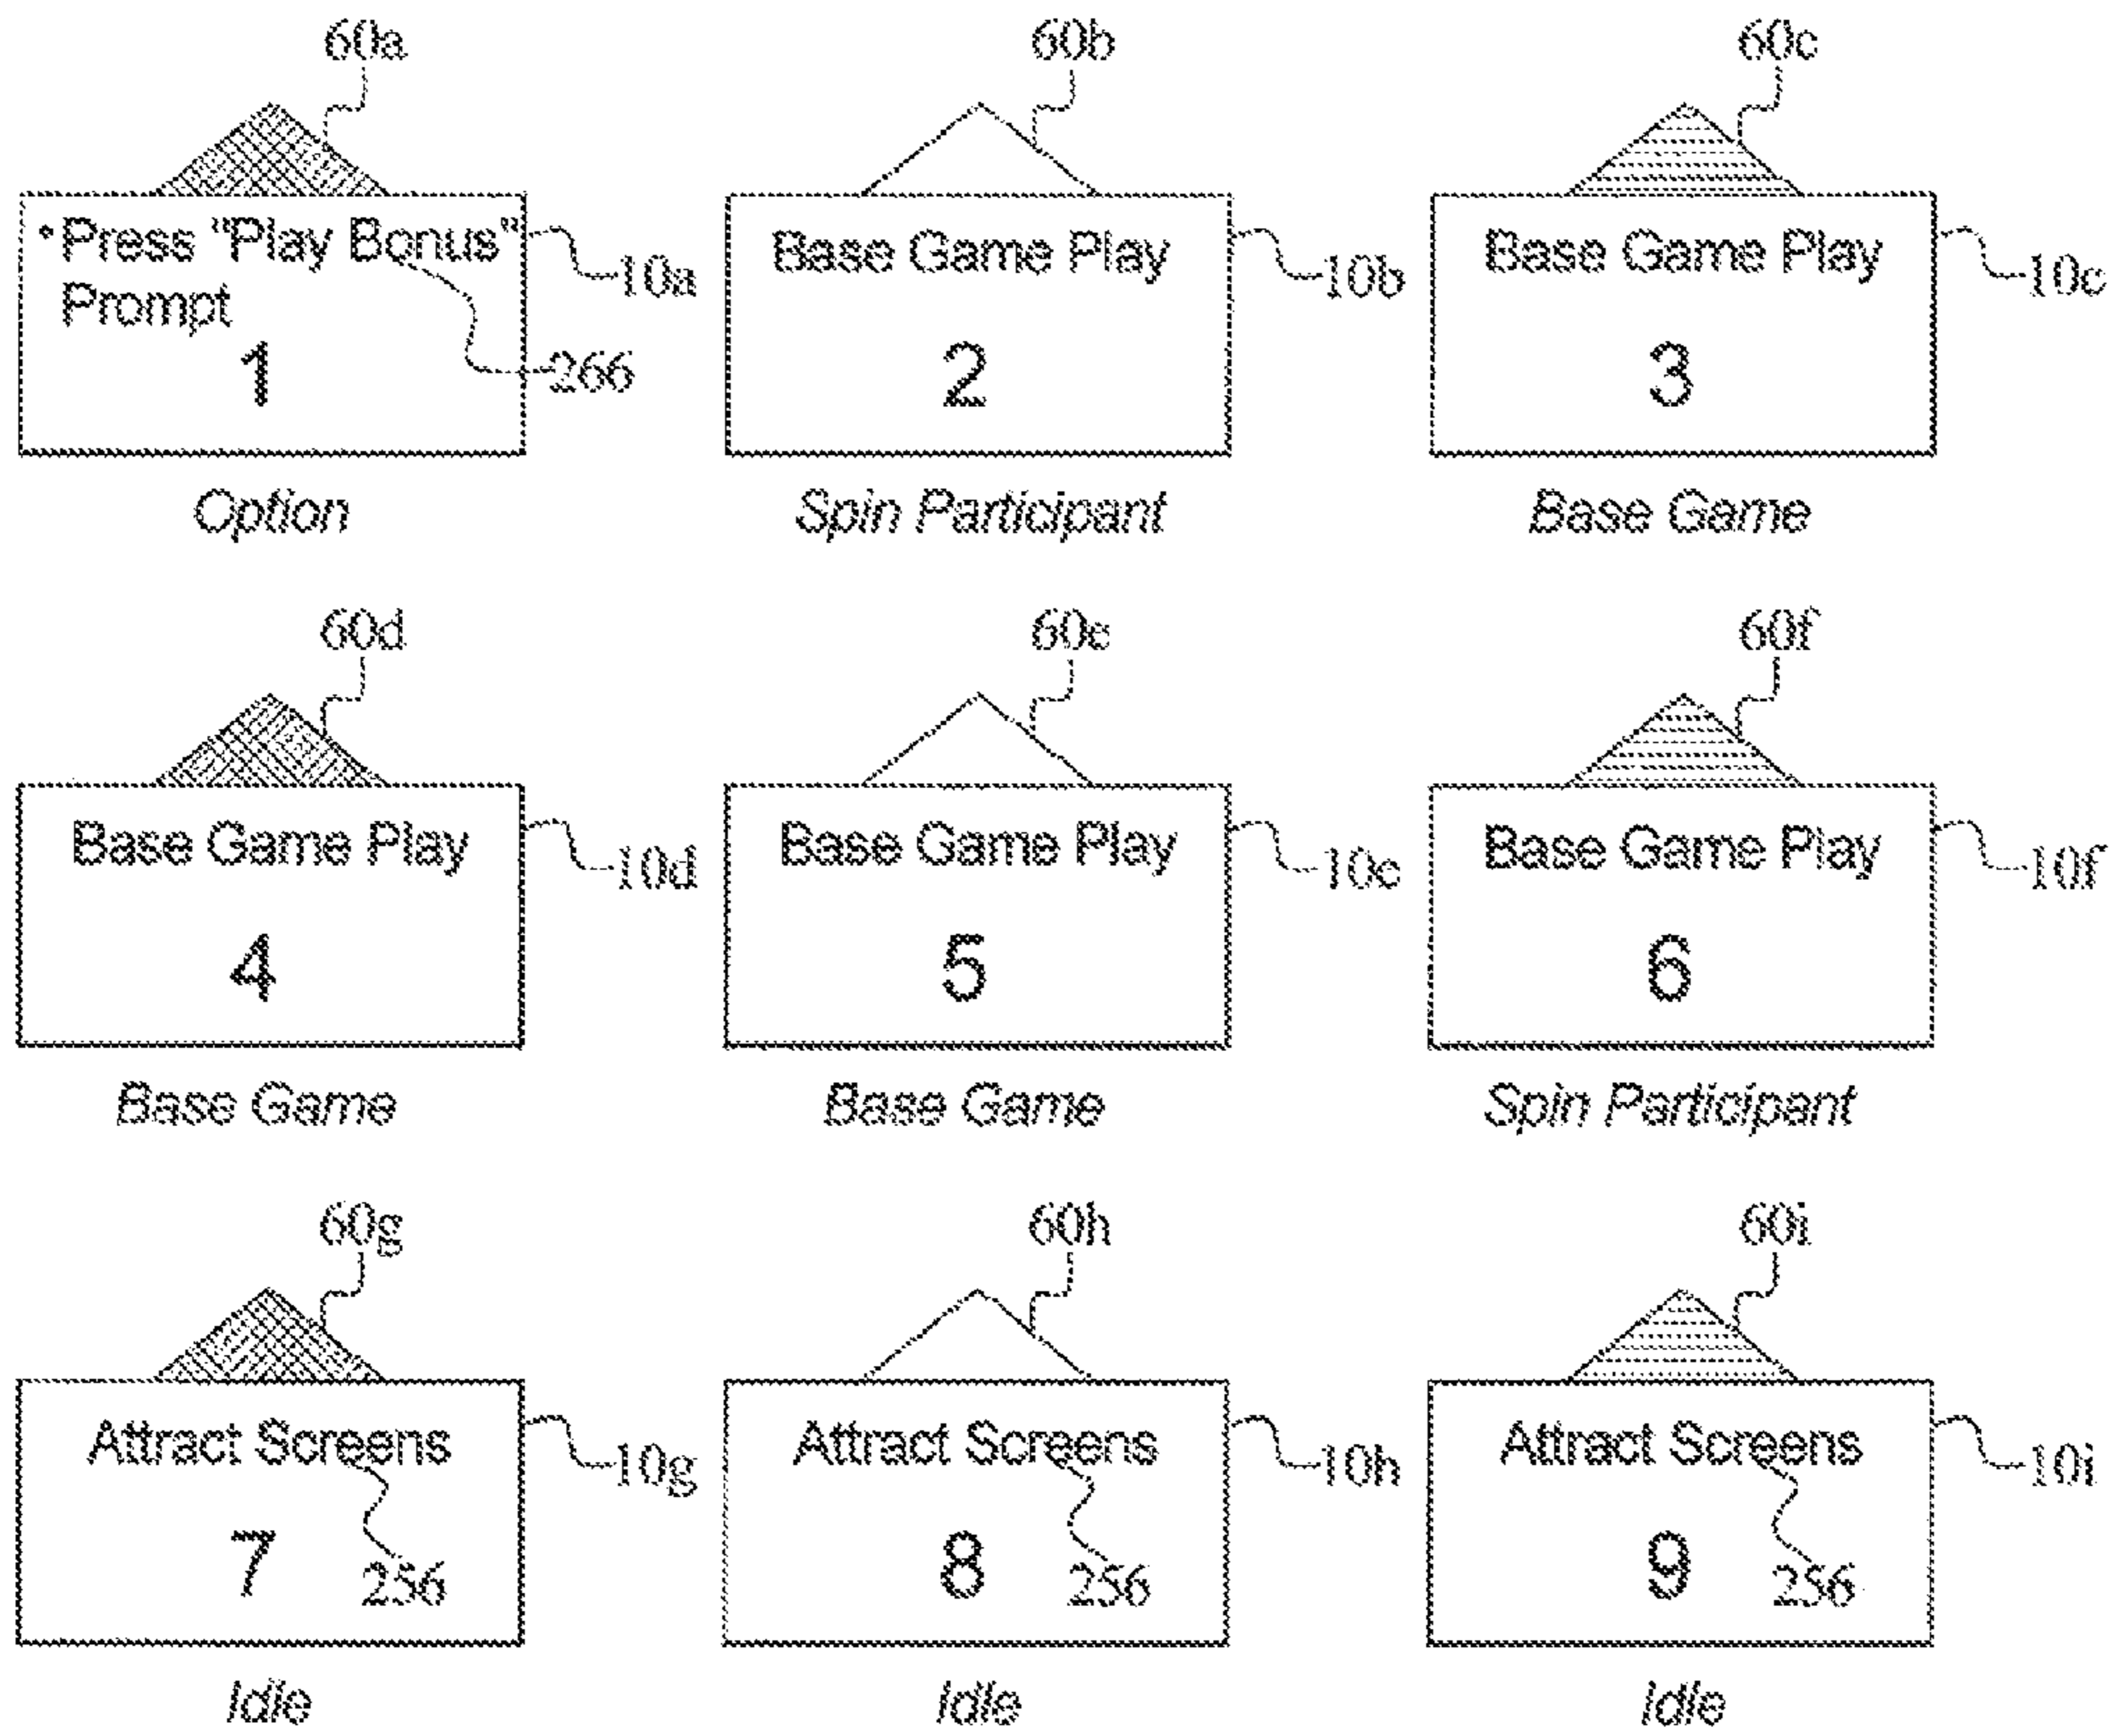 60a
60b
60c
•Press "Play Bonus"
Prompt
1
10a
266
Base Game Play
2
10b
Base Game Play
3
10c
Option
Spin Participant
Base Game
60d
60e
60f
Base Game Play
4
10d
Base Game Play
5
10e
Base Game Play
6
10f
Base Game
Base Game
Spin Participant
60g
60h
60i
Attract Screens
7
256
10g
Attract Screens
8
256
10h
Attract Screens
9
256
10i
Idle
Idle
Idle